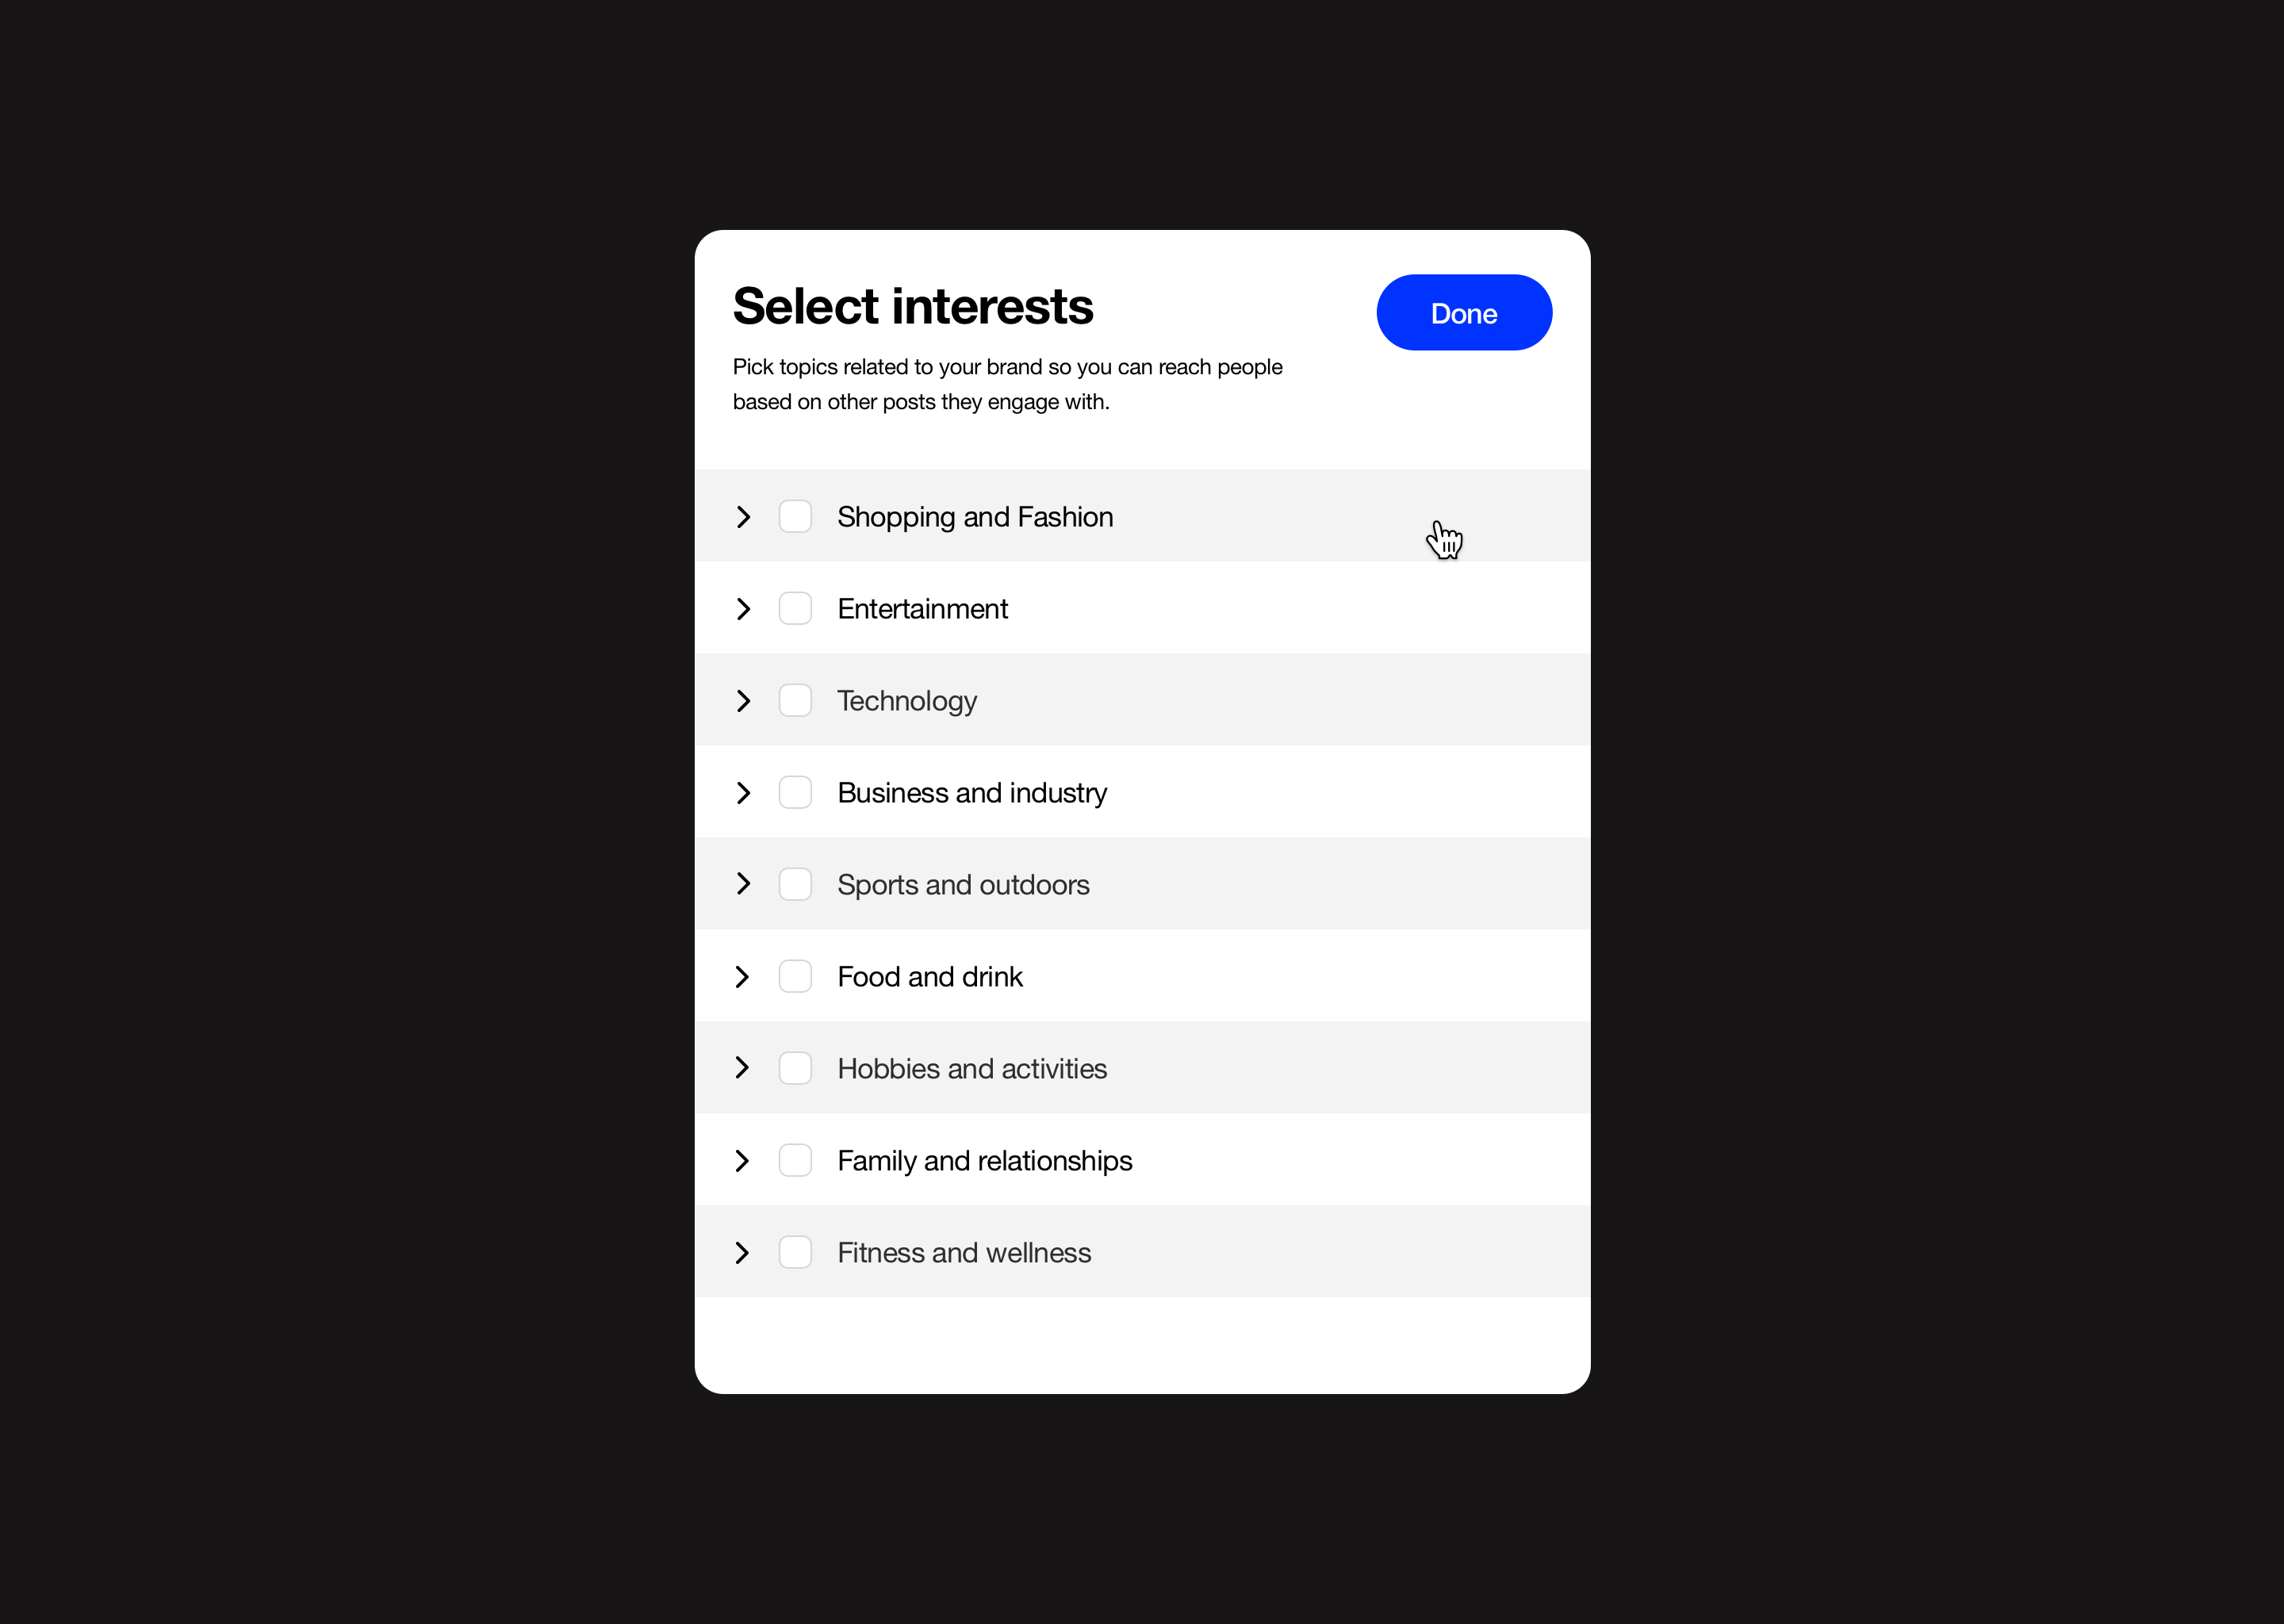 Select interests
Done
Pick topics related to your brand so you can reach people
based on other posts they engage with.
Shopping and Fashion
Entertainment
Technology
Business and industry
Sports and outdoors
Food and drink
Hobbies and activities
Family and relationships
Fitness and wellness